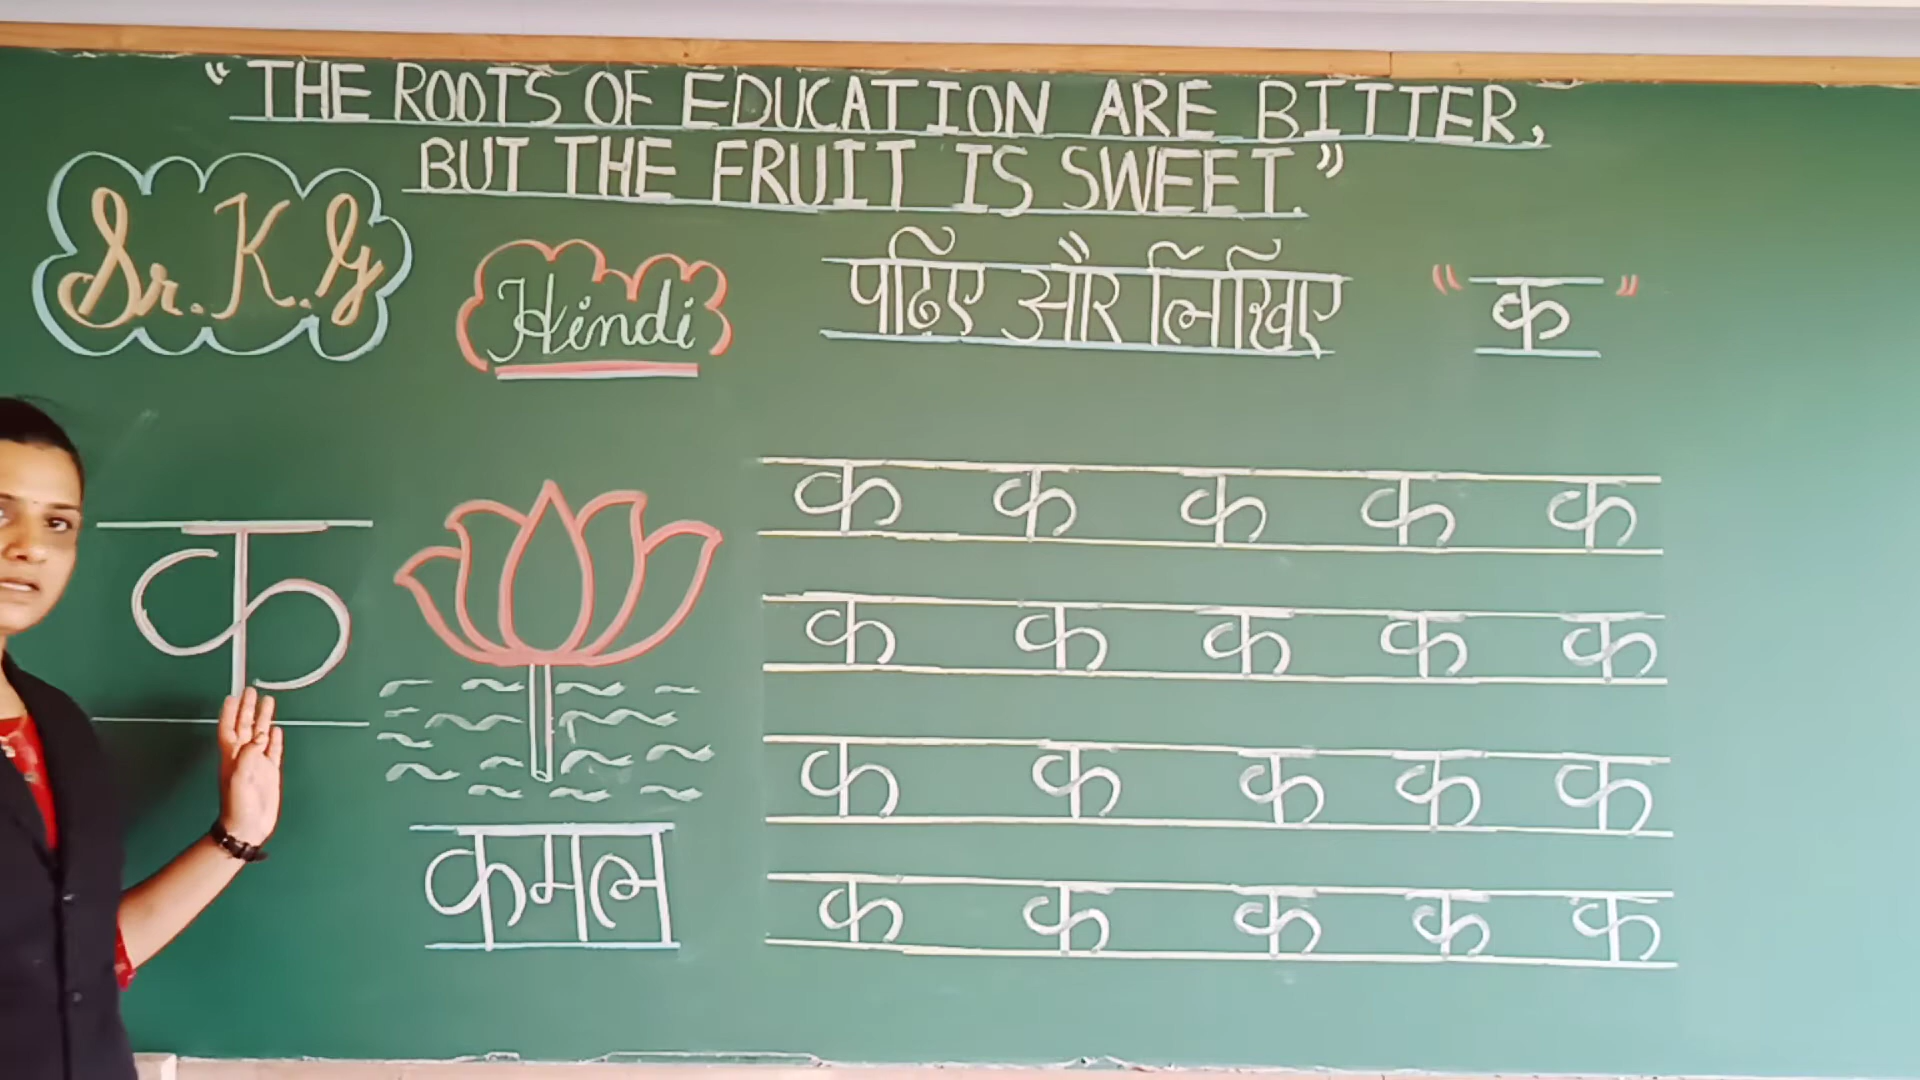 “THE ROOTS OF EDUCATION ARE BITTER,
BUT THE FRUIT IS SWEET.”
Sr. K.G
Hindi
पढिए और लिखिए "क"
क
कमल
क क क क क
क क क क क
क क क क क
क क क क क